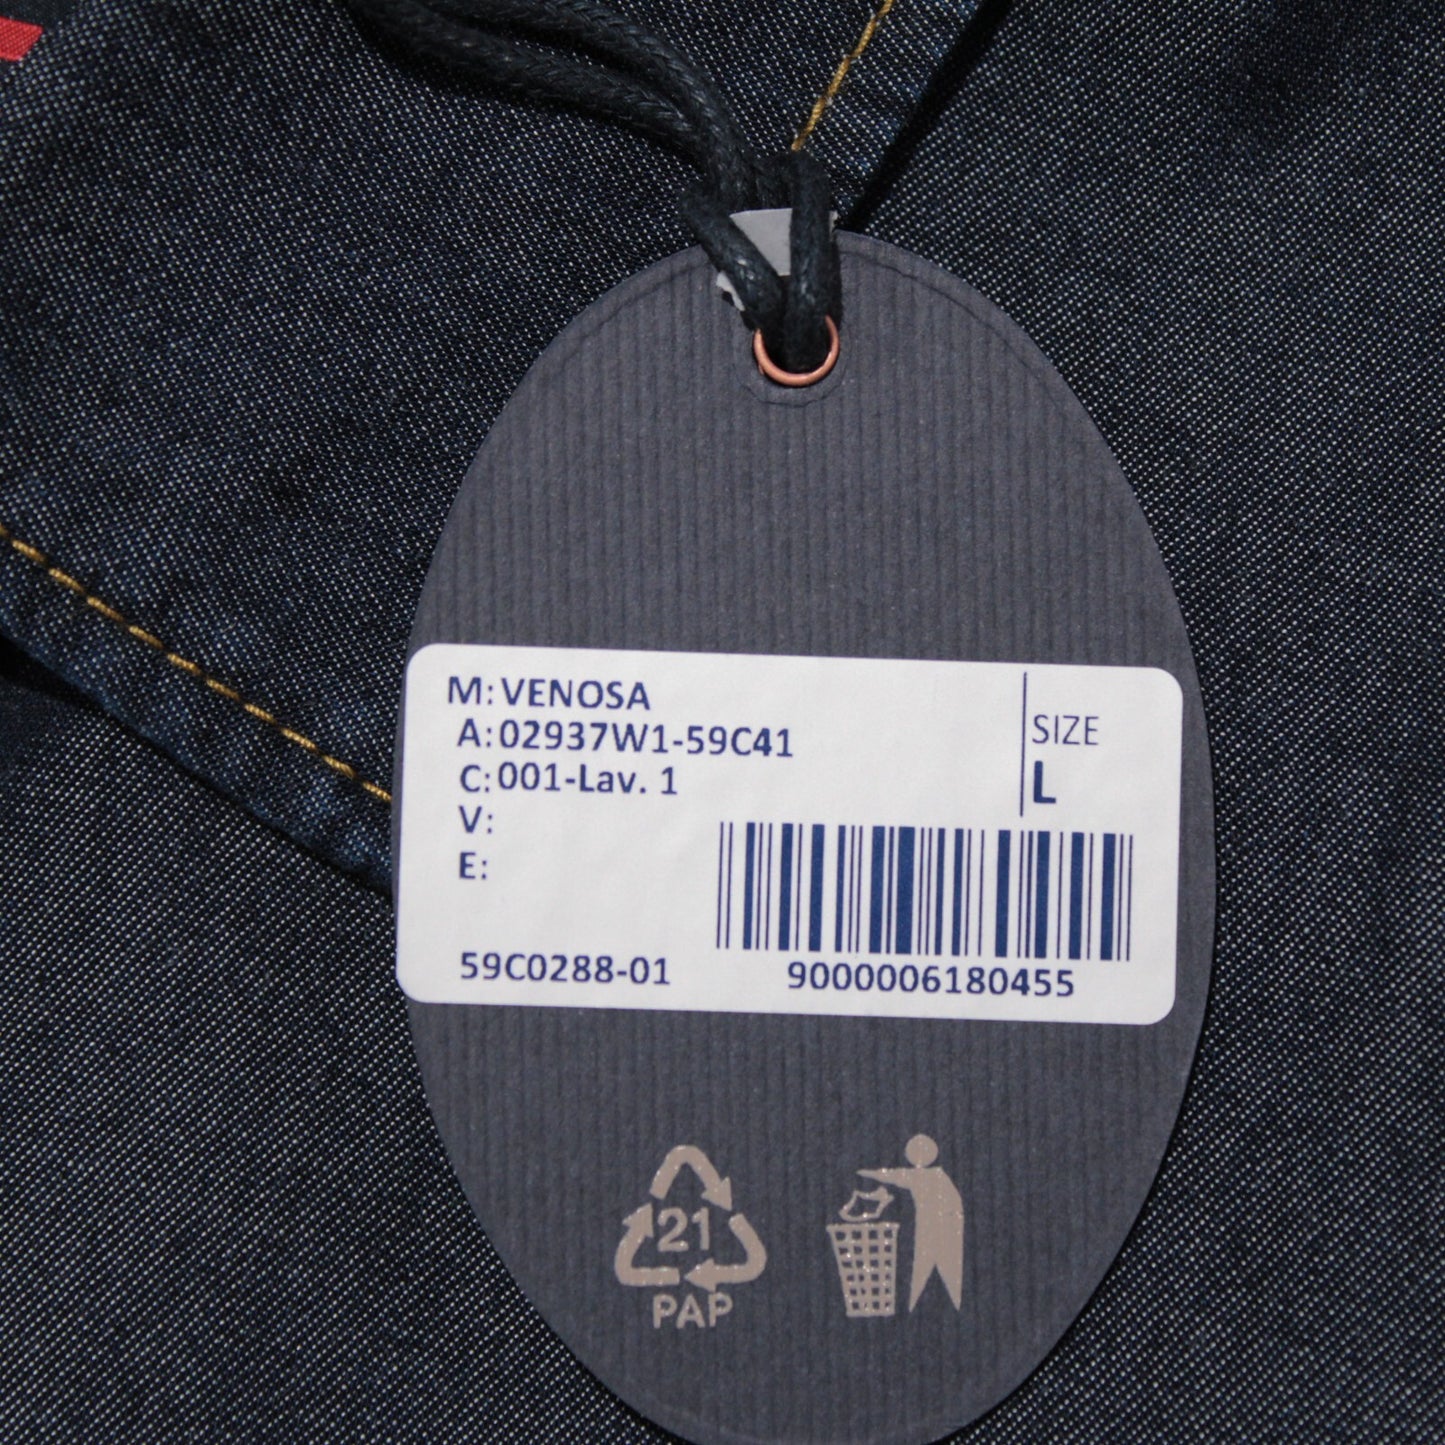 M: VENOSA
A: 02937W1-59C41
C: 001-Lav. 1
V:
E:
SIZE
L
59C0288-01
9000006180455
21
PAP